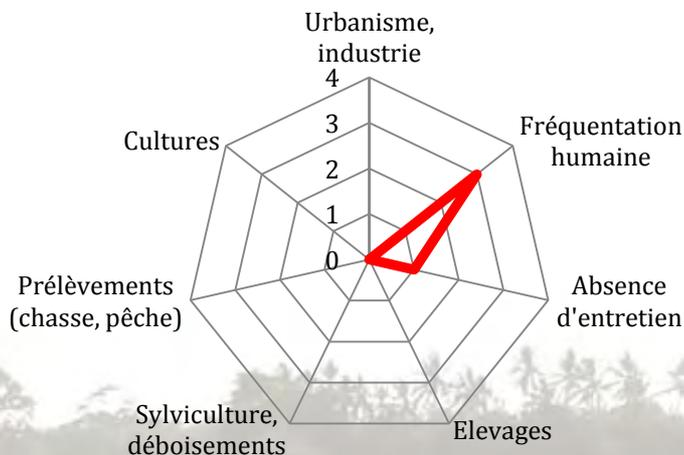 Urbanisme,
industrie
4
3
2
1
0
Fréquentation
humaine
Absence
d'entretien
Elevages
Sylviculture,
déboisements
Prélèvements
(chasse, pêche)
Cultures